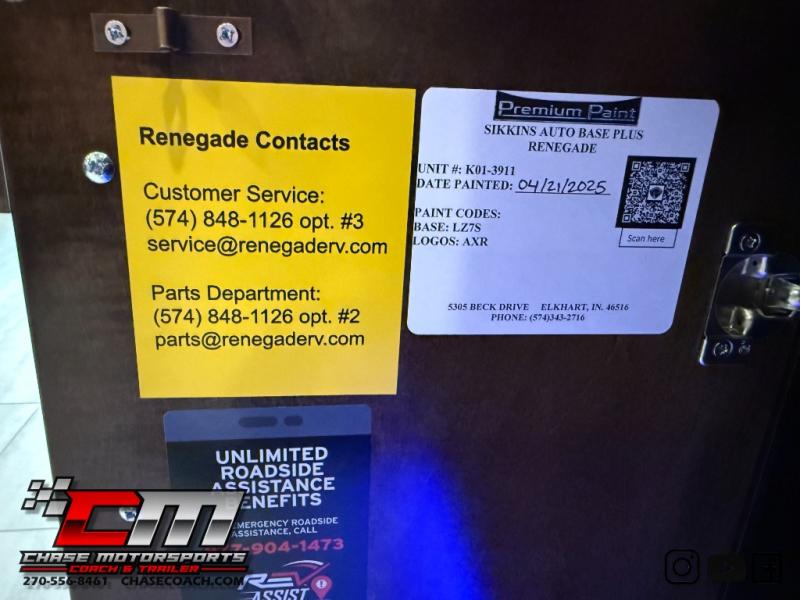 Renegade Contacts
Customer Service:
(574) 848-1126 opt. #3
service@renegaderv.com
Parts Department:
(574) 848-1126 opt. #2
parts@renegaderv.com
Premium Paint
SIKKINS AUTO BASE PLUS
RENEGADE
UNIT #: K01-3911
DATE PAINTED: 04/21/2025
PAINT CODES:
BASE: LZ7S
LOGOS: AXR
Scan here
5305 BECK DRIVE ELKHART, IN. 46516
PHONE: (574)343-2716
UNLIMITED
ROADSIDE
ASSISTANCE
BENEFITS
EMERGENCY ROADSIDE
ASSISTANCE, CALL
904-1473
ASSIST
CM
CHASE MOTORSPORTS
COACH & TRAILER
270-556-8461 CHASECOACH.COM